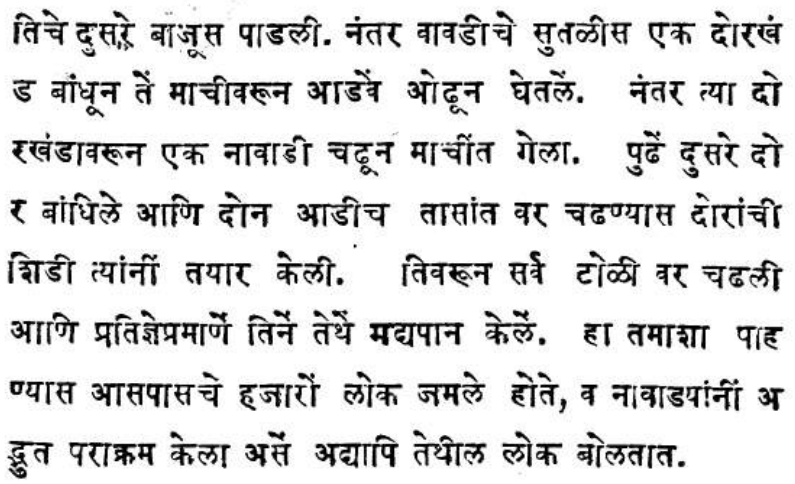 तिचे दुसरे बाजूस पाडली. नंतर वावडीचे सुतळीस एक दोरखं
ड बांधून तें माचीवरून आडवें ओढून घेतलें. नंतर त्या दो
रखंडावरून एक नावाडी चढून माचींत गेला. पुढें दुसरे दो
र बांधिले आणि दोन आडीच तासांत वर चढण्यास दोरांची
शिडी त्यांनीं तयार केली. तिवरून सर्व टोळी वर चढली
आणि प्रतिज्ञेप्रमाणें तिनें तेथें मद्यपान केलें. हा तमाशा पाह
ण्यास आसपासचे हजारों लोक जमले होते, व नावाडयांनीं अ
द्भुत पराक्रम केला असें अद्यापि तेथील लोक बोलतात.